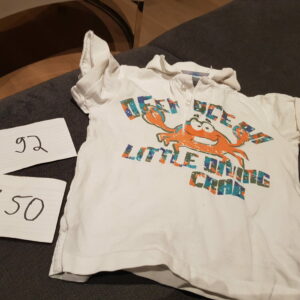 DEEP OCEAN
LITTLE DIVING
CRAB
92
50